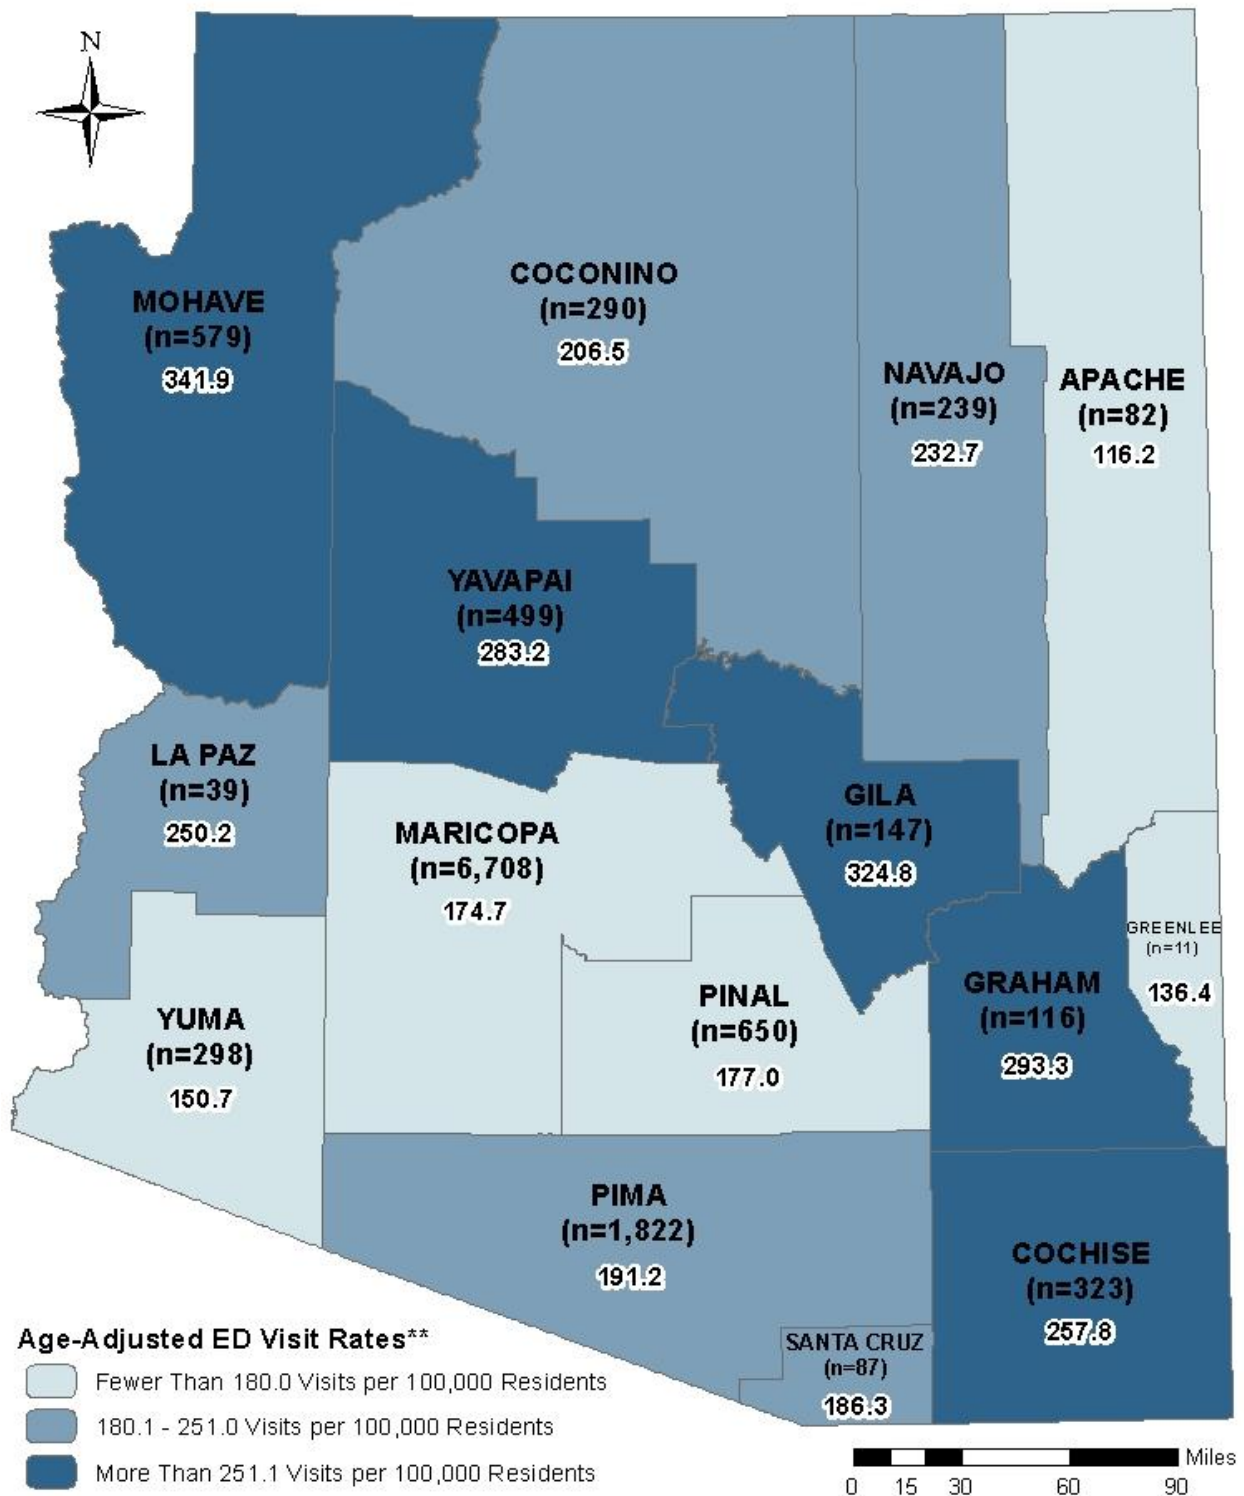 N
MOHAVE
(n=579)
341.9
COCONINO
(n=290)
206.5
NAVAJO
(n=239)
232.7
APACHE
(n=82)
116.2
YAVAPAI
(n=499)
283.2
LA PAZ
(n=39)
250.2
MARICOPA
(n=6,708)
174.7
GILA
(n=147)
324.8
GREENLEE
(n=11)
136.4
YUMA
(n=298)
150.7
PINAL
(n=650)
177.0
GRAHAM
(n=116)
293.3
PIMA
(n=1,822)
191.2
COCHISE
(n=323)
257.8
SANTA CRUZ
(n=87)
186.3
Age-Adjusted ED Visit Rates**
Fewer Than 180.0 Visits per 100,000 Residents
180.1 - 251.0 Visits per 100,000 Residents
More Than 251.1 Visits per 100,000 Residents
Miles
0 15 30 60 90